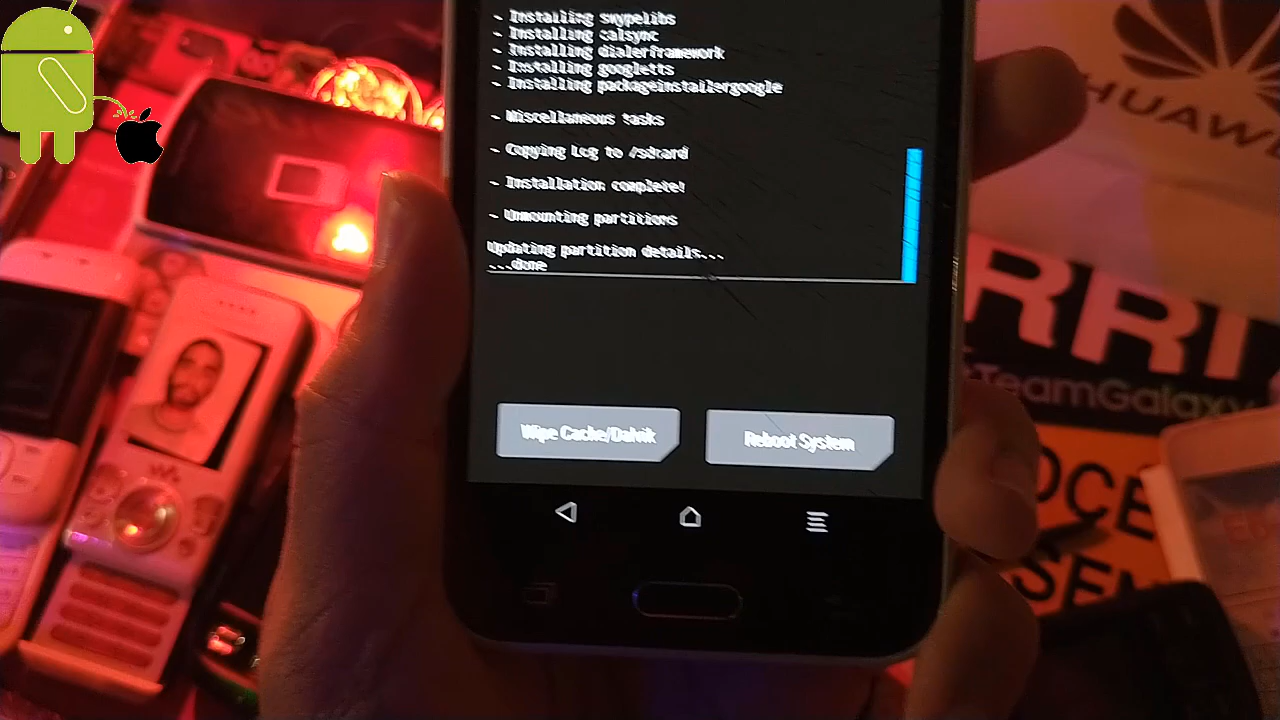 - Installing swypelibs
- Installing calsync
- Installing dialerframework
- Installing googletts
- Installing packageinstallergoogle
- Miscellaneous tasks
- Copying Log to /sdcard
- Installation complete!
- Unmounting partitions
Updating partition details...
...done
Wipe Cache/Dalvik
Reboot System
HUAWE
RRI
#TeamGalaxy
OCE
SEM